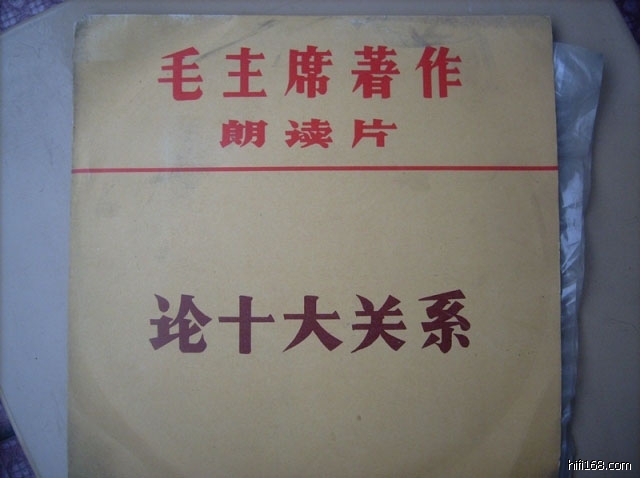 毛主席著作
朗读片
论十大关系
hifi168.com